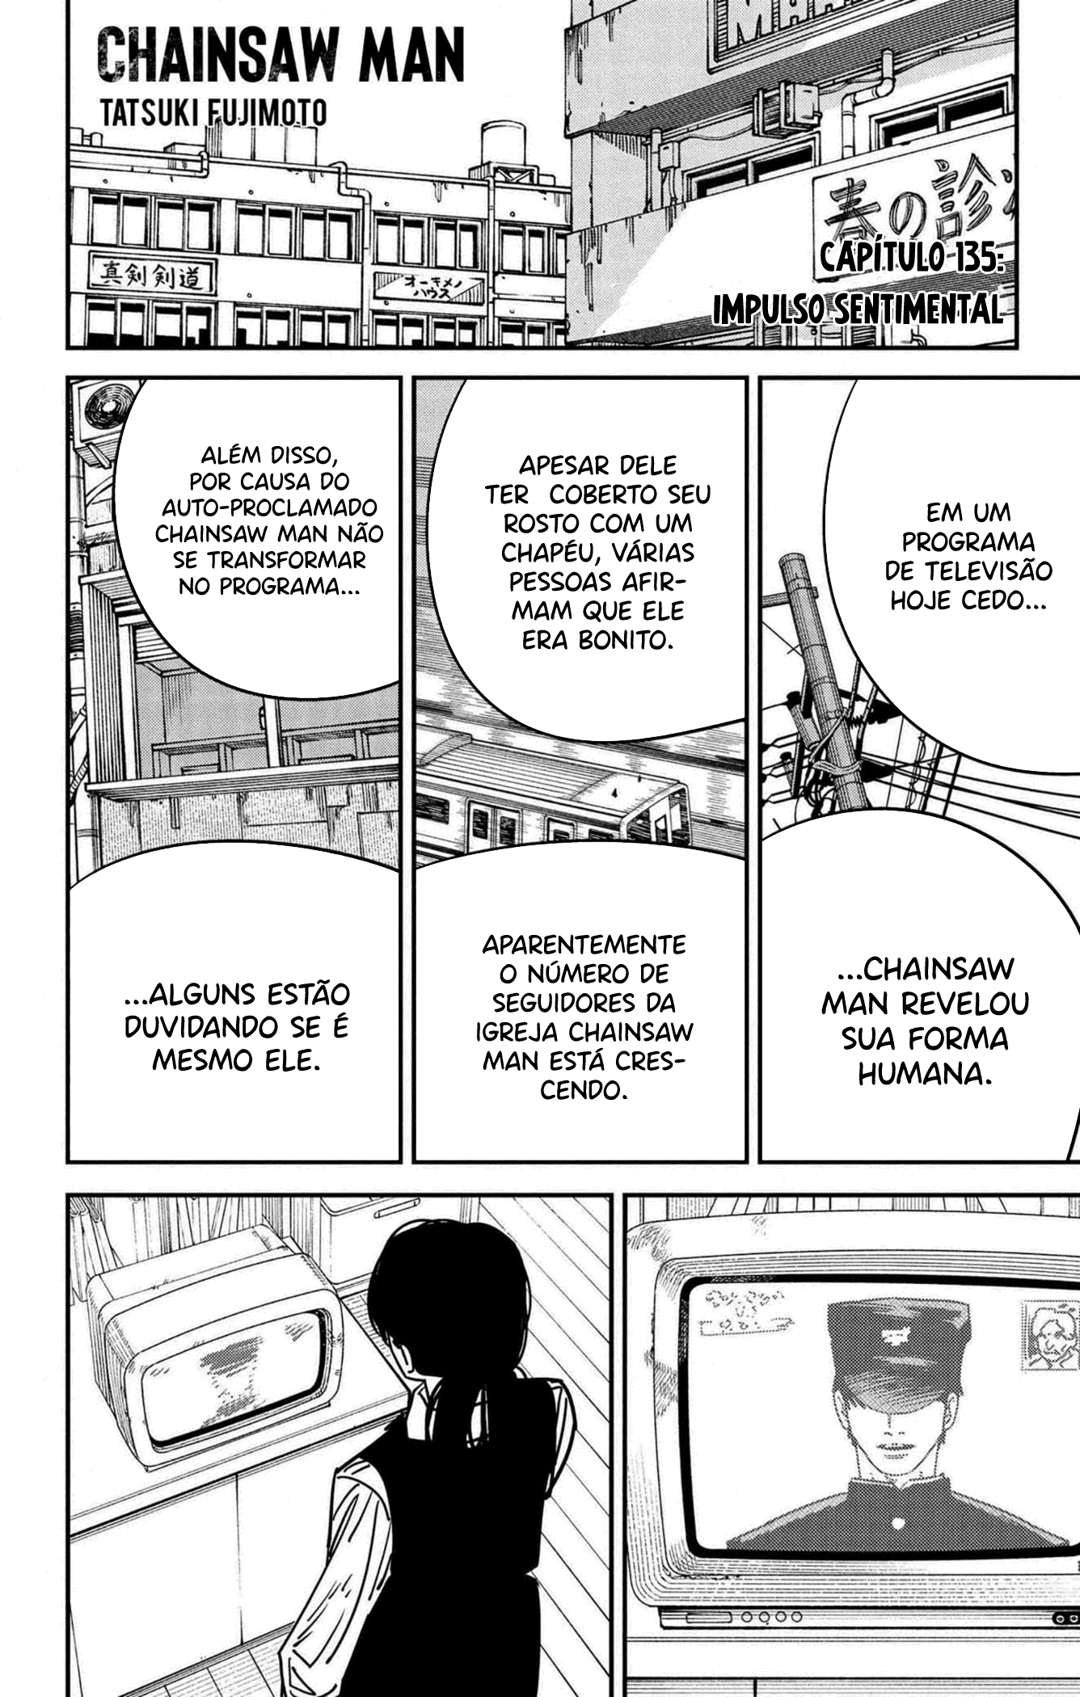 CHAINSAW MAN
TATSUKI FUJIMOTO
春の診
真剣剣道
オーキメノ
ハウス
CAPÍTULO 135:
IMPULSO SENTIMENTAL
EM UM
PROGRAMA
DE TELEVISÃO
HOJE CEDO...
...CHAINSAW
MAN REVELOU
SUA FORMA
HUMANA.
APESAR DELE
TER COBERTO SEU
ROSTO COM UM
CHAPÉU, VÁRIAS
PESSOAS AFIR-
MAM QUE ELE
ERA BONITO.
APARENTEMENTE
O NÚMERO DE
SEGUIDORES DA
IGREJA CHAINSAW
MAN ESTÁ CRES-
CENDO.
ALÉM DISSO,
POR CAUSA DO
AUTO-PROCLAMADO
CHAINSAW MAN NÃO
SE TRANSFORMAR
NO PROGRAMA...
...ALGUNS ESTÃO
DUVIDANDO SE É
MESMO ELE.